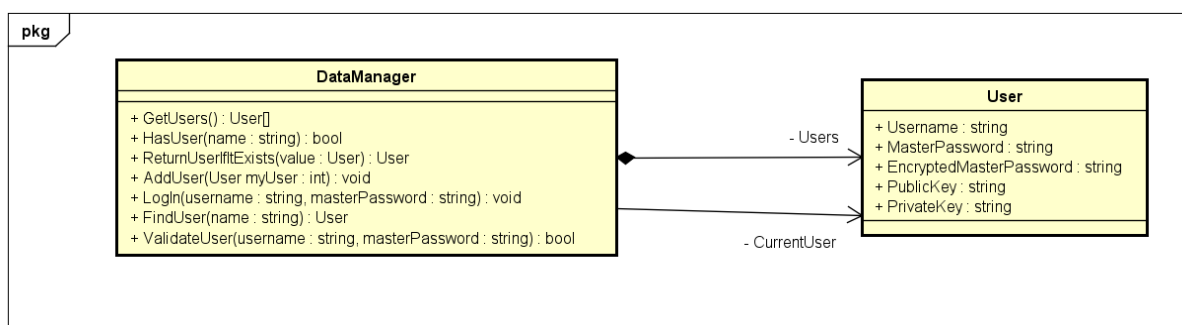 pkg
DataManager
+ GetUsers() : User[]
+ HasUser(name : string) : bool
+ ReturnUserIfItExists(value : User) : User
+ AddUser(User myUser : int) : void
+ LogIn(username : string, masterPassword : string) : void
+ FindUser(name : string) : User
+ ValidateUser(username : string, masterPassword : string) : bool
- Users
- CurrentUser
User
+ Username : string
+ MasterPassword : string
+ EncryptedMasterPassword : string
+ PublicKey : string
+ PrivateKey : string